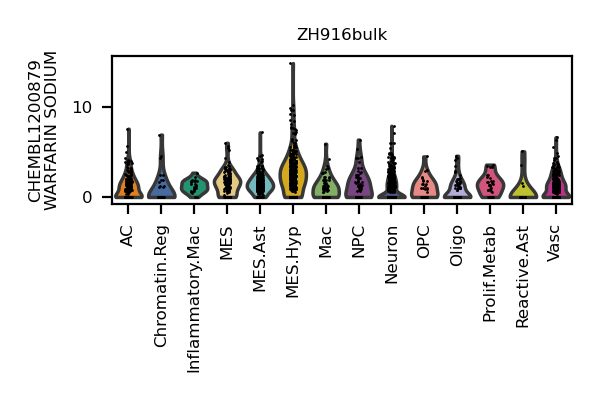 ZH916bulk
CHEMBL1200879
WARFARIN SODIUM
10
0
AC
Chromatin.Reg
Inflammatory.Mac
MES
MES.Ast
MES.Hyp
Mac
NPC
Neuron
OPC
Oligo
Prolif.Metab
Reactive.Ast
Vasc